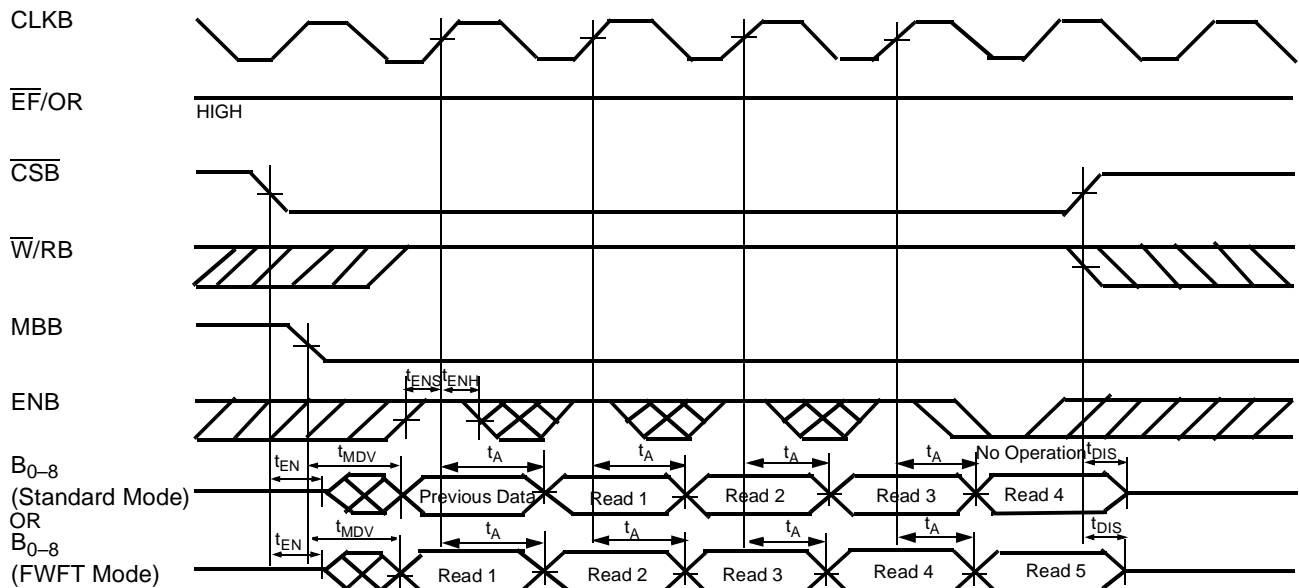 CLKB
EF/OR
HIGH
CSB
W/RB
MBB
tENS tENH
ENB
No Operation
tEN tMDV tA tA tA tA tDIS
B0–8
(Standard Mode)
Previous Data Read 1 Read 2 Read 3 Read 4
OR
tEN tMDV tA tA tA tA tDIS
B0–8
(FWFT Mode)
Read 1 Read 2 Read 3 Read 4 Read 5